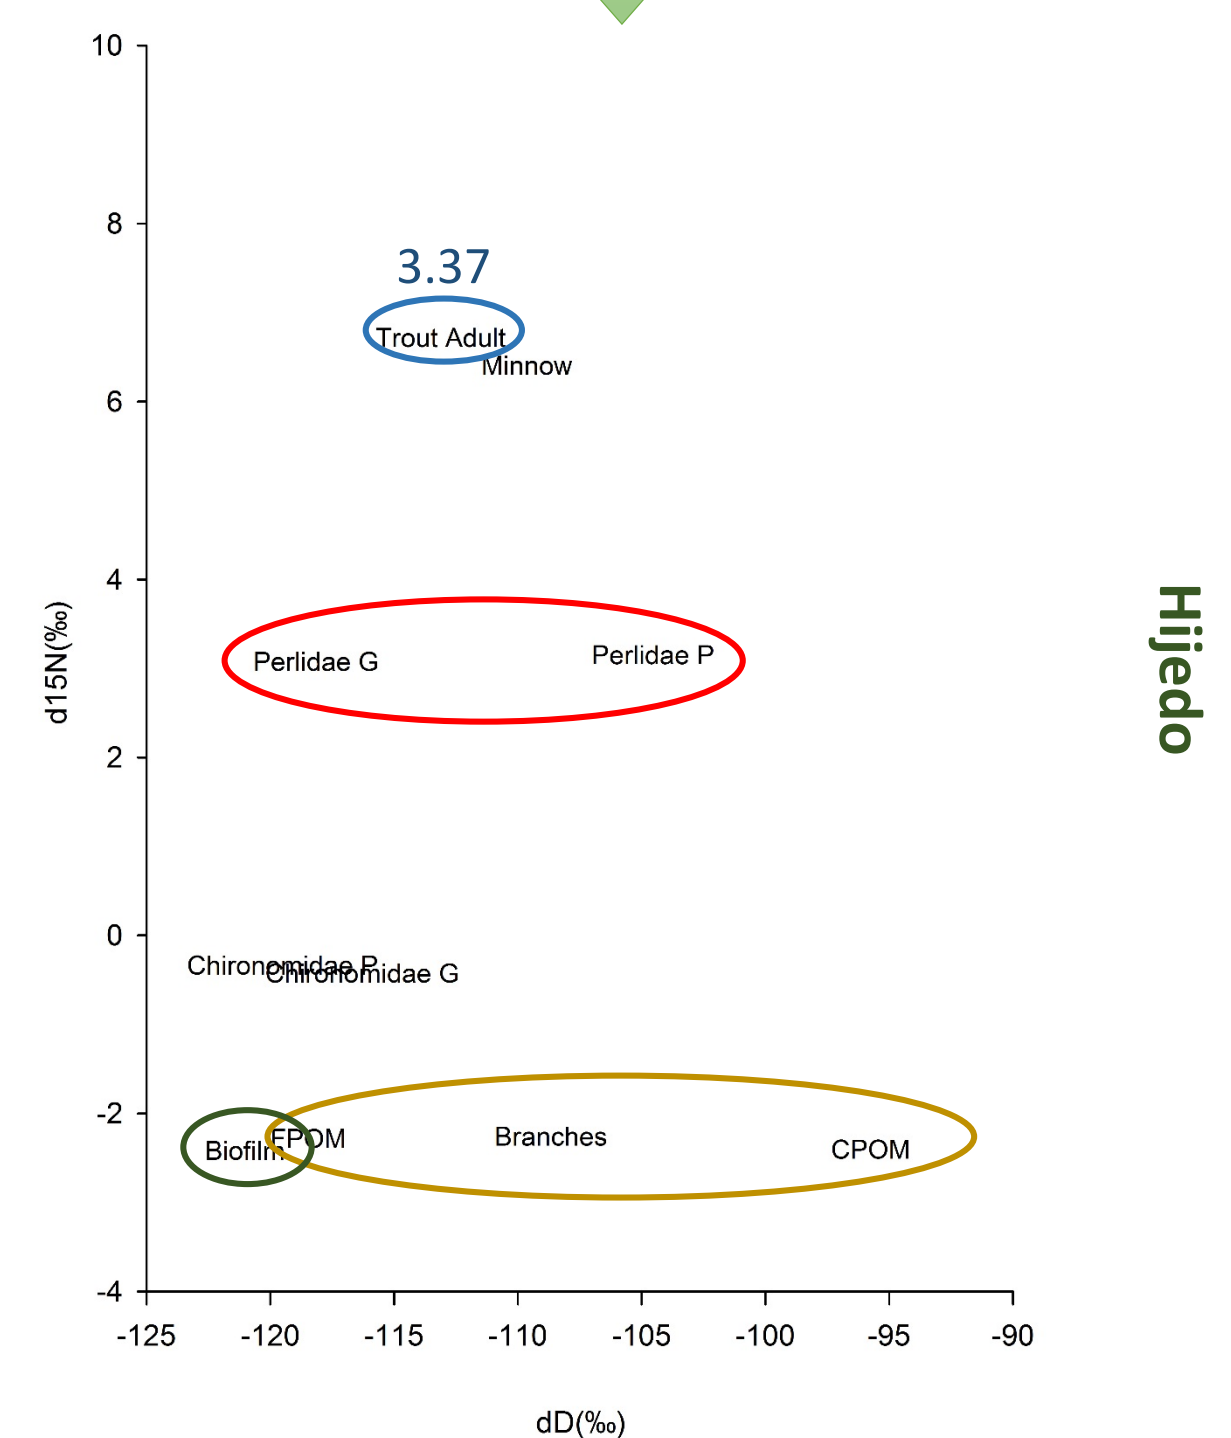 10
8
3.37
Trout Adult
Minnow
6
4
d15N(‰)
Perlidae G
Perlidae P
Hijedo
2
0
Chironomidae P
Chironomidae G
-2
FPOM
Branches
Biofilm
CPOM
-4
-125 -120 -115 -110 -105 -100 -95 -90
dD(‰)